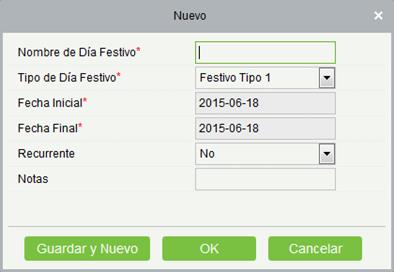 Nuevo
Nombre de Día Festivo*
Tipo de Día Festivo* Festivo Tipo 1
Fecha Inicial* 2015-06-18
Fecha Final* 2015-06-18
Recurrente No
Notas
Guardar y Nuevo OK Cancelar